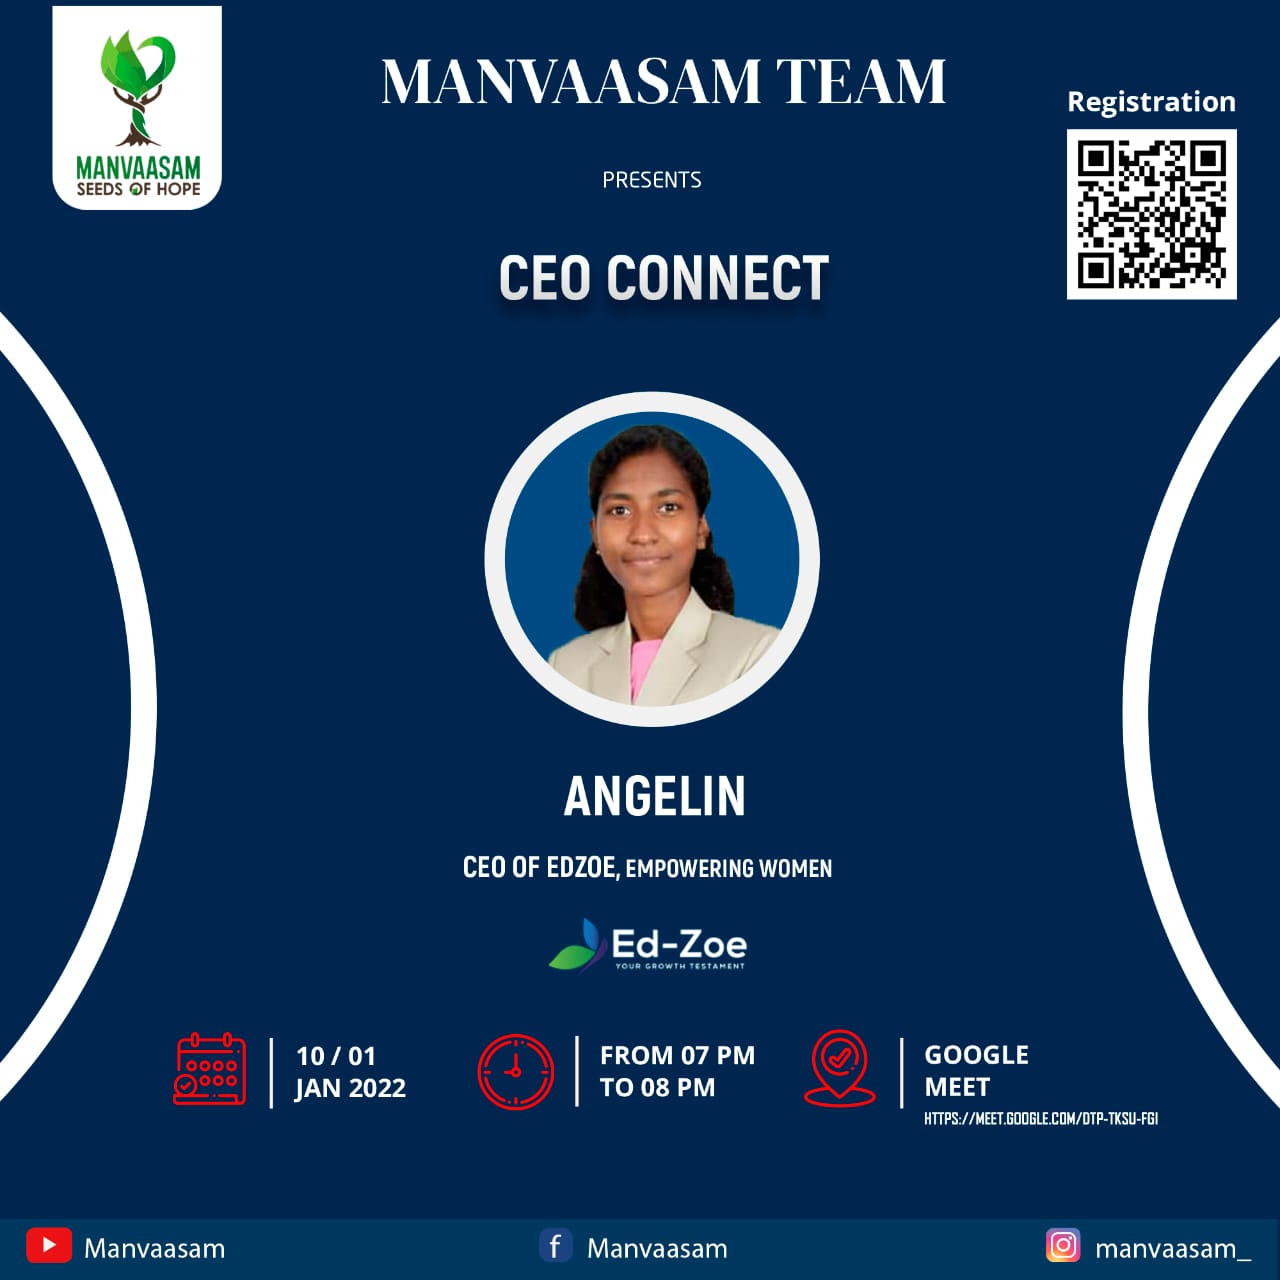 MANVAASAM
SEEDS OF HOPE
MANVAASAM TEAM
Registration
PRESENTS
CEO CONNECT
ANGELIN
CEO OF EDZOE, EMPOWERING WOMEN
Ed-Zoe
YOUR GROWTH TESTAMENT
10 / 01
JAN 2022
FROM 07 PM
TO 08 PM
GOOGLE
MEET
HTTPS://MEET.GOOGLE.COM/DTP-TKSU-FGI
Manvaasam
f Manvaasam
manvaasam_